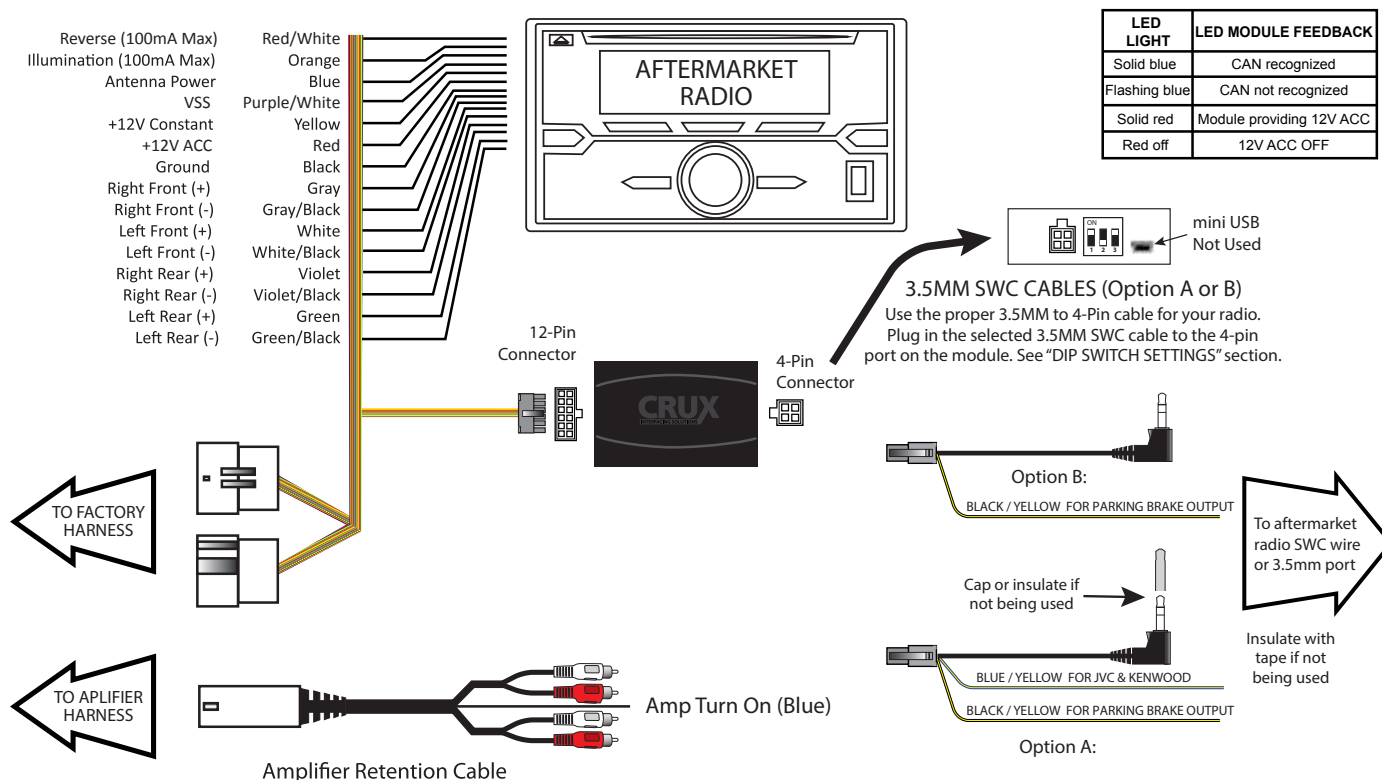 Reverse (100mA Max) Red/White
Illumination (100mA Max) Orange
Antenna Power Blue
VSS Purple/White
+12V Constant Yellow
+12V ACC Red
Ground Black
Right Front (+) Gray
Right Front (-) Gray/Black
Left Front (+) White
Left Front (-) White/Black
Right Rear (+) Violet
Right Rear (-) Violet/Black
Left Rear (+) Green
Left Rear (-) Green/Black
AFTERMARKET
RADIO
LED
LIGHT
LED MODULE FEEDBACK
Solid blue CAN recognized
Flashing blue CAN not recognized
Solid red Module providing 12V ACC
Red off 12V ACC OFF
ON
1 2 3
mini USB
Not Used
3.5MM SWC CABLES (Option A or B)
Use the proper 3.5MM to 4-Pin cable for your radio.
Plug in the selected 3.5MM SWC cable to the 4-pin
port on the module. See “DIP SWITCH SETTINGS” section.
12-Pin
Connector
CRUX
4-Pin
Connector
Option B:
BLACK / YELLOW FOR PARKING BRAKE OUTPUT
TO FACTORY
HARNESS
To aftermarket
radio SWC wire
or 3.5mm port
Cap or insulate if
not being used
Insulate with
tape if not
being used
BLUE / YELLOW FOR JVC & KENWOOD
BLACK / YELLOW FOR PARKING BRAKE OUTPUT
Option A:
TO APLIFIER
HARNESS
Amp Turn On (Blue)
Amplifier Retention Cable